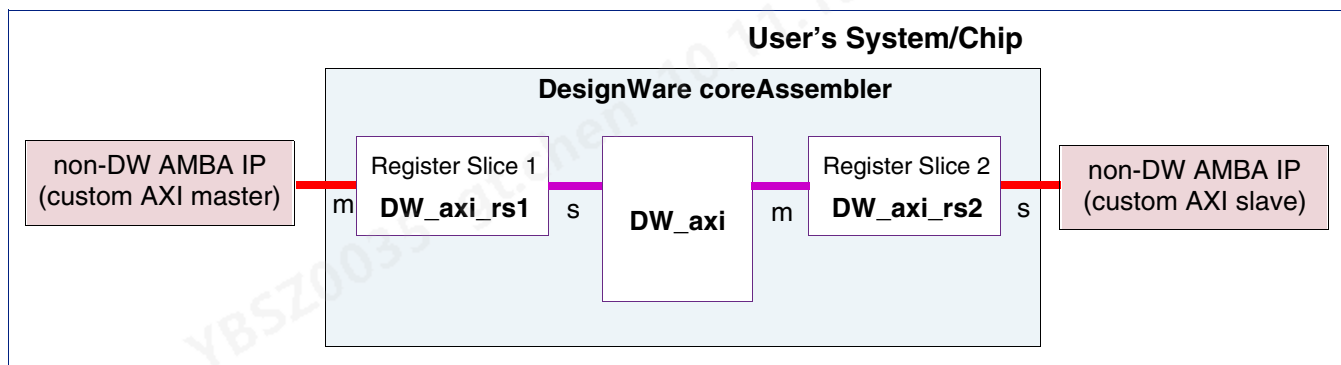 User's System/Chip
DesignWare coreAssembler
non-DW AMBA IP
(custom AXI master)
m
Register Slice 1
DW_axi_rs1
s
DW_axi
m
Register Slice 2
DW_axi_rs2
s
non-DW AMBA IP
(custom AXI slave)